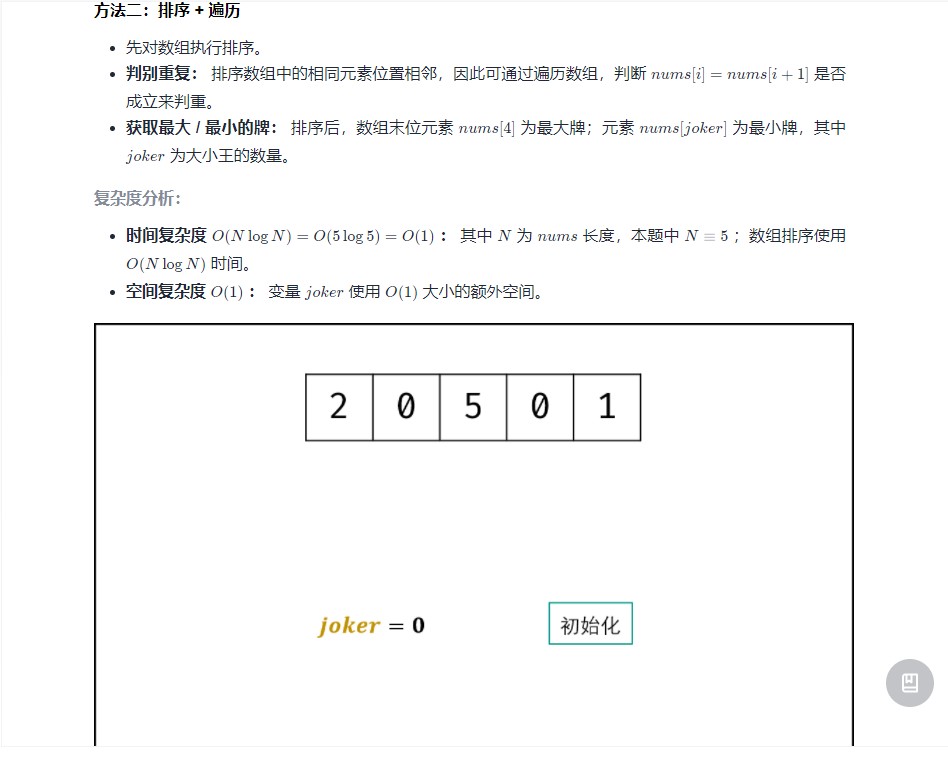 方法二：排序 + 遍历
• 先对数组执行排序。
• 判别重复： 排序数组中的相同元素位置相邻，因此可通过遍历数组，判断 nums[i] = nums[i + 1] 是否
成立来判重。
• 获取最大 / 最小的牌： 排序后，数组末位元素 nums[4] 为最大牌；元素 nums[joker] 为最小牌，其中
joker 为大小王的数量。
复杂度分析：
• 时间复杂度 O(N log N) = O(5 log 5) = O(1) ： 其中 N 为 nums 长度，本题中 N ≡ 5 ；数组排序使用
O(N log N) 时间。
• 空间复杂度 O(1) ： 变量 joker 使用 O(1) 大小的额外空间。
2 0 5 0 1
joker = 0 初始化